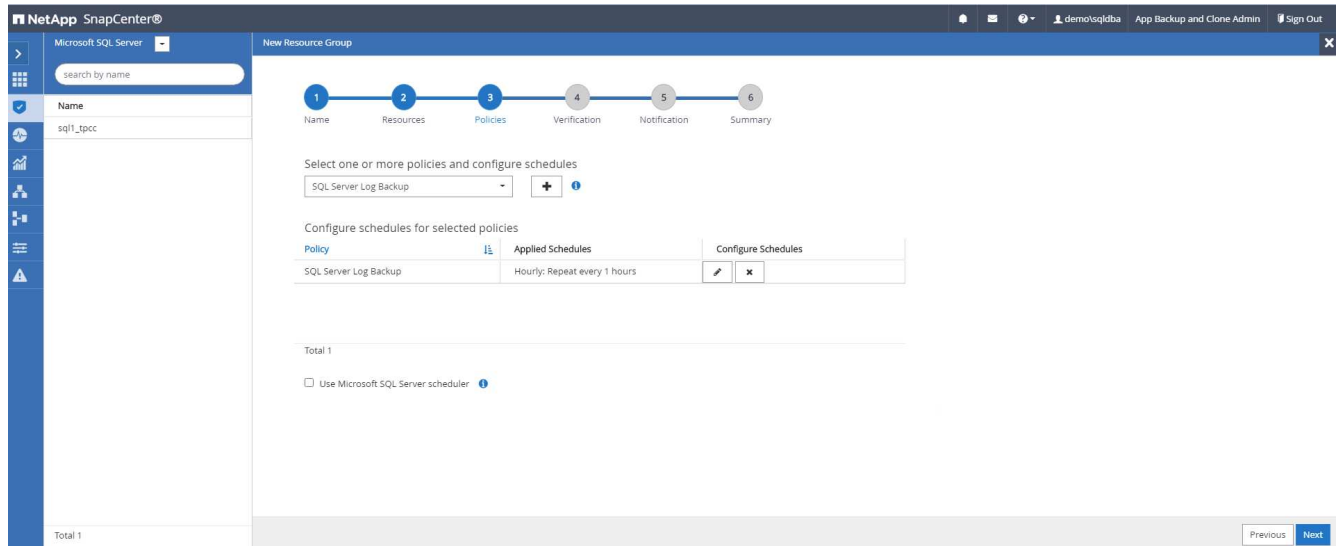 NetApp SnapCenter®
demo\sqldba App Backup and Clone Admin Sign Out
Microsoft SQL Server
New Resource Group
search by name
Name
sql1_tpcc
1 2 3 4 5 6
Name Resources Policies Verification Notification Summary
Select one or more policies and configure schedules
SQL Server Log Backup
Configure schedules for selected policies
Policy Applied Schedules Configure Schedules
SQL Server Log Backup Hourly: Repeat every 1 hours
Total 1
Use Microsoft SQL Server scheduler
Total 1
Previous Next